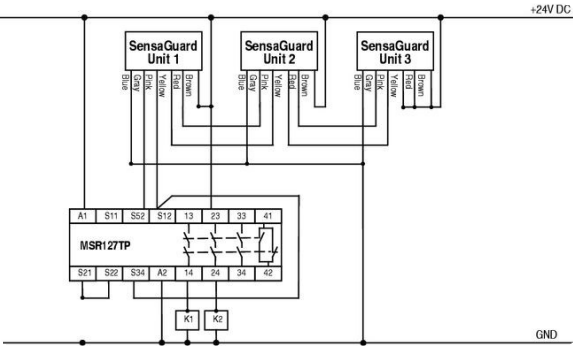 +24V DC
SensaGuard
Unit 1
SensaGuard
Unit 2
SensaGuard
Unit 3
Blue
Gray
Pink
Yellow
Red
Brown
Blue
Gray
Pink
Yellow
Red
Brown
Blue
Gray
Pink
Yellow
Red
Brown
A1 S11 S52 S12 13 23 33 41
MSR127TP
S21 S22 S34 A2 14 24 34 42
K1 K2
GND